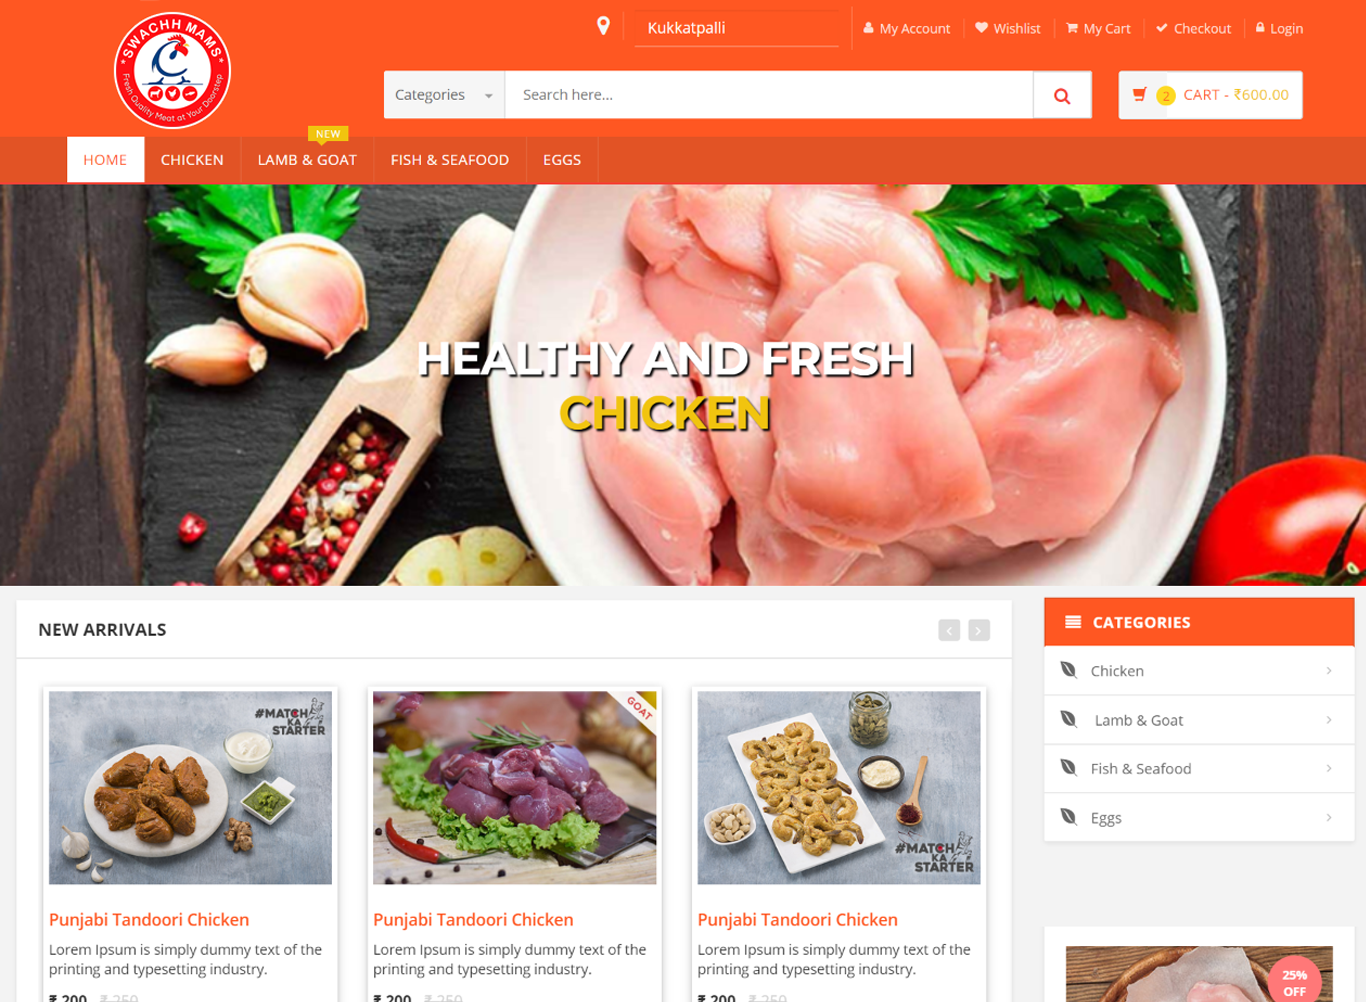 SWACHH MAMS
Fresh Quality Meat at Your Doorstep
Kukkatpalli
My Account
Wishlist
My Cart
Checkout
Login
Categories
Search here...
2
CART - ₹600.00
NEW
HOME
CHICKEN
LAMB & GOAT
FISH & SEAFOOD
EGGS
HEALTHY AND FRESH
CHICKEN
NEW ARRIVALS
#MATCH
KA
STARTER
Punjabi Tandoori Chicken
Lorem Ipsum is simply dummy text of the
printing and typesetting industry.
₹ 200 ₹ 250
GOAT
Punjabi Tandoori Chicken
Lorem Ipsum is simply dummy text of the
printing and typesetting industry.
₹ 200 ₹ 250
#MATCH
KA
STARTER
Punjabi Tandoori Chicken
Lorem Ipsum is simply dummy text of the
printing and typesetting industry.
₹ 200 ₹ 250
CATEGORIES
Chicken
Lamb & Goat
Fish & Seafood
Eggs
25%
OFF